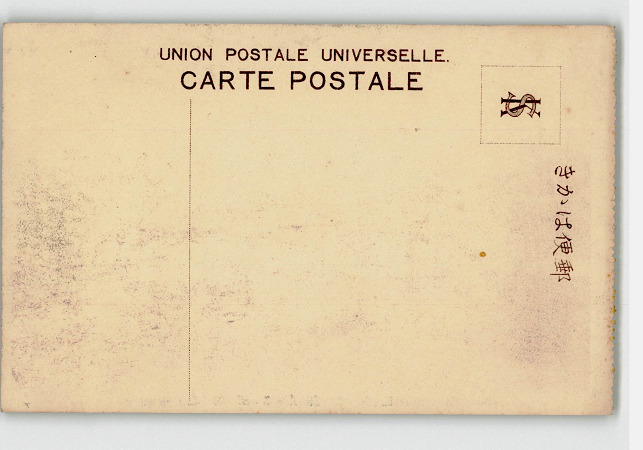 UNION POSTALE UNIVERSELLE.
CARTE POSTALE
きかは便郵